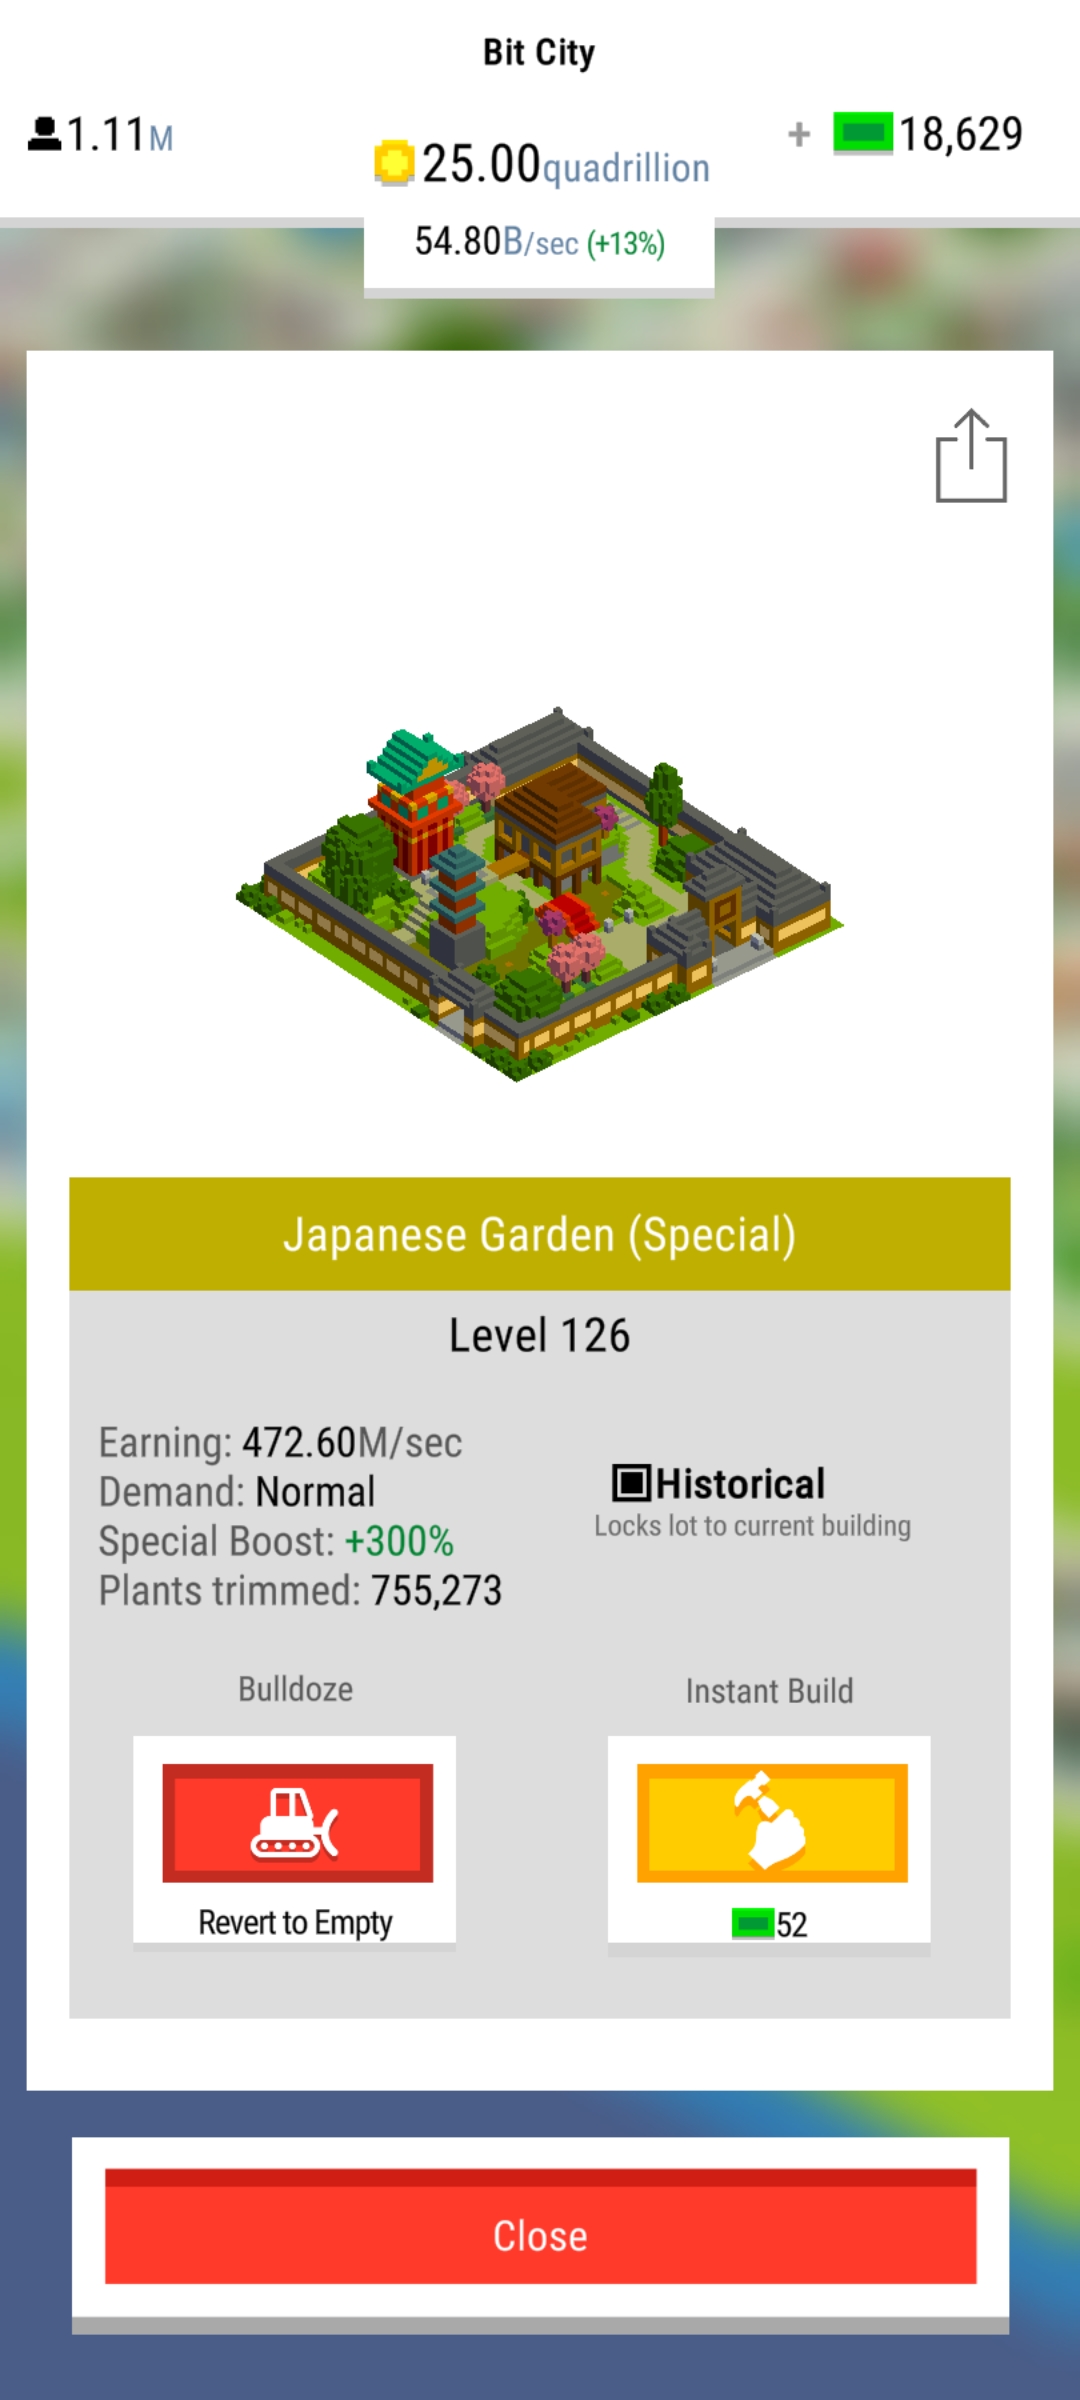 Bit City
1.11M
25.00quadrillion
+ 18,629
54.80B/sec (+13%)
Japanese Garden (Special)
Level 126
Earning: 472.60M/sec
Demand: Normal
Special Boost: +300%
Plants trimmed: 755,273
Historical
Locks lot to current building
Bulldoze
Instant Build
Revert to Empty
52
Close